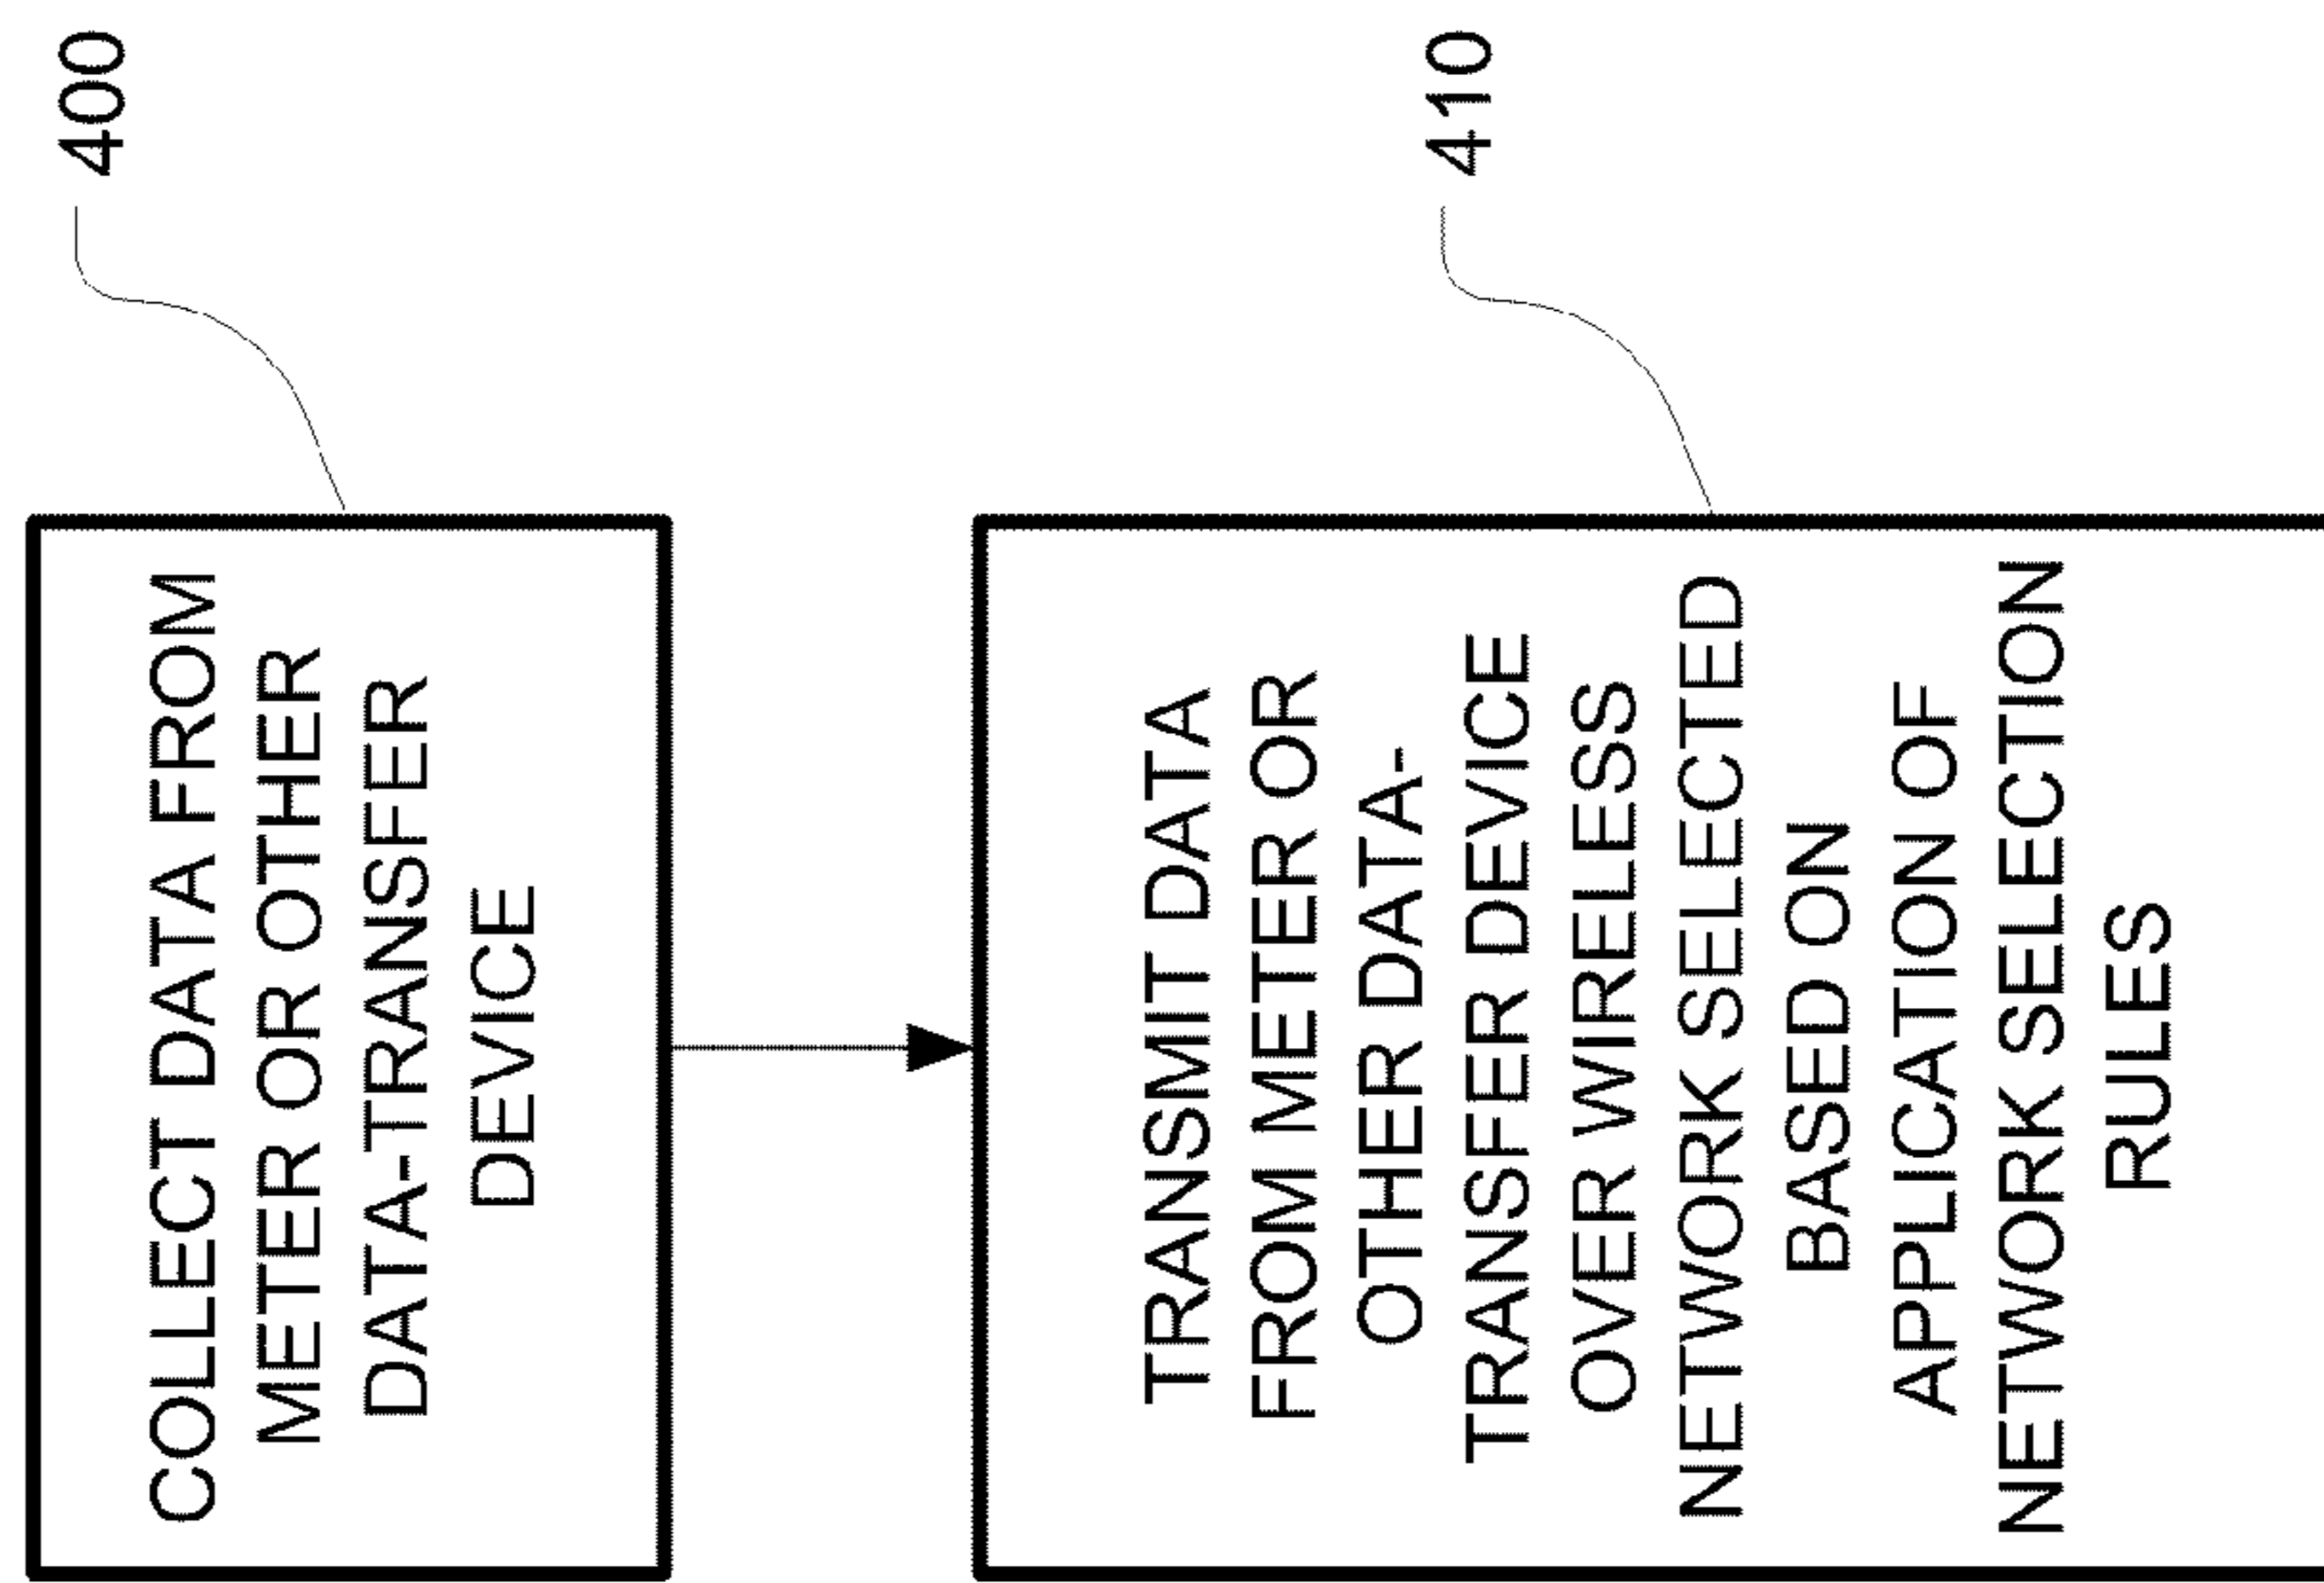 COLLECT DATA FROM
METER OR OTHER
DATA-TRANSFER
DEVICE
400
TRANSMIT DATA
FROM METER OR
OTHER DATA-
TRANSFER DEVICE
OVER WIRELESS
NETWORK SELECTED
BASED ON
APPLICATION OF
NETWORK SELECTION
RULES
410